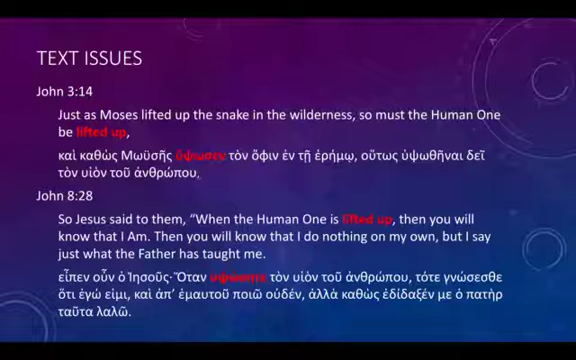 TEXT ISSUES
John 3:14
Just as Moses lifted up the snake in the wilderness, so must the Human One
be lifted up,
καὶ καθὼς Μωϋσῆς ὕψωσεν τὸν ὄφιν ἐν τῇ ἐρήμῳ, οὕτως ὑψωθῆναι δεῖ
τὸν υἱὸν τοῦ ἀνθρώπου,
John 8:28
So Jesus said to them, “When the Human One is lifted up, then you will
know that I Am. Then you will know that I do nothing on my own, but I say
just what the Father has taught me.
εἶπεν οὖν ὁ Ἰησοῦς· Ὅταν ὑψώσητε τὸν υἱὸν τοῦ ἀνθρώπου, τότε γνώσεσθε
ὅτι ἐγώ εἰμι, καὶ ἀπ’ ἐμαυτοῦ ποιῶ οὐδέν, ἀλλὰ καθὼς ἐδίδαξέν με ὁ πατὴρ
ταῦτα λαλῶ.